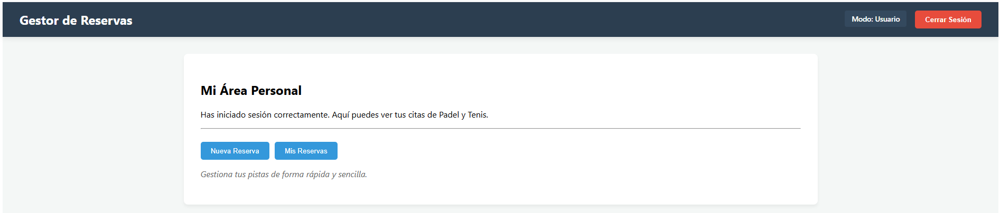 Gestor de Reservas
Modo: Usuario
Cerrar Sesión
Mi Área Personal
Has iniciado sesión correctamente. Aquí puedes ver tus citas de Padel y Tenis.
Nueva Reserva
Mis Reservas
Gestiona tus pistas de forma rápida y sencilla.